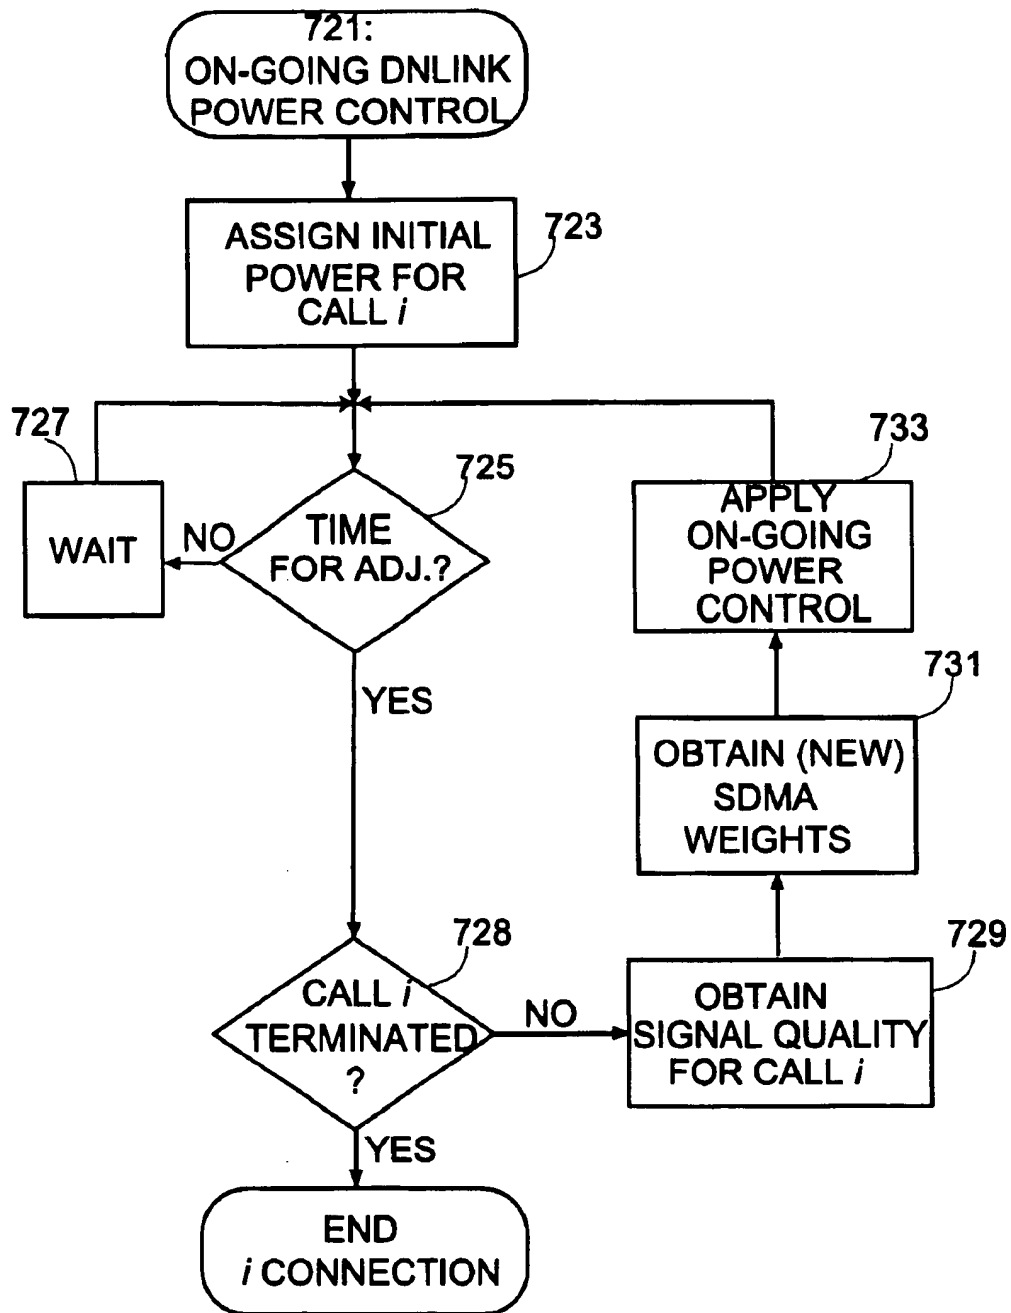 721:
ON-GOING DNLINK
POWER CONTROL
ASSIGN INITIAL
POWER FOR
CALL i
723
727
WAIT
NO
725
TIME
FOR ADJ.?
YES
733
APPLY
ON-GOING
POWER
CONTROL
731
OBTAIN (NEW)
SDMA
WEIGHTS
728
CALL i
TERMINATED
?
NO
729
OBTAIN
SIGNAL QUALITY
FOR CALL i
YES
END
i CONNECTION